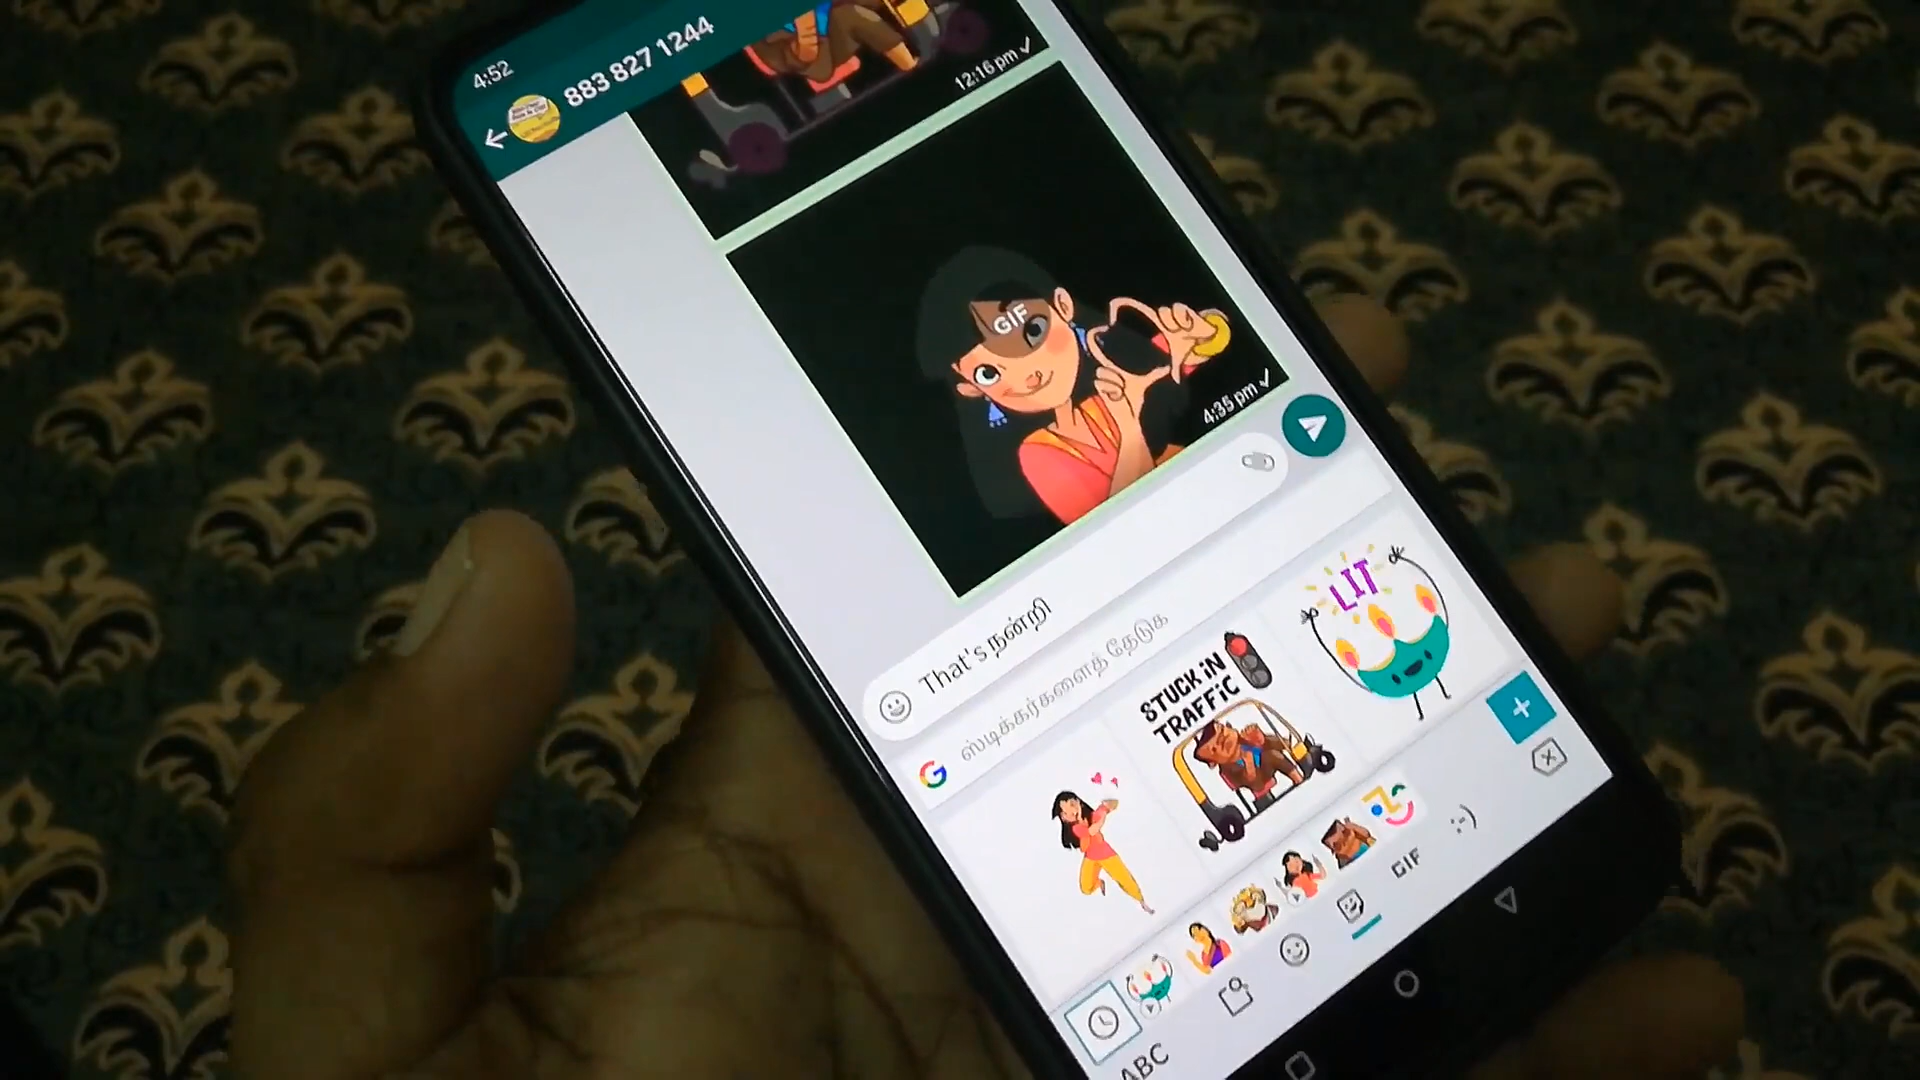 4:52
883 827 1244
12:16 pm
GIF
4:35 pm
That's நன்றி
ஸ்டிக்கர்களைத் தேடுக
STUCK IN
TRAFFIC
LIT
GIF
:-)
ABC